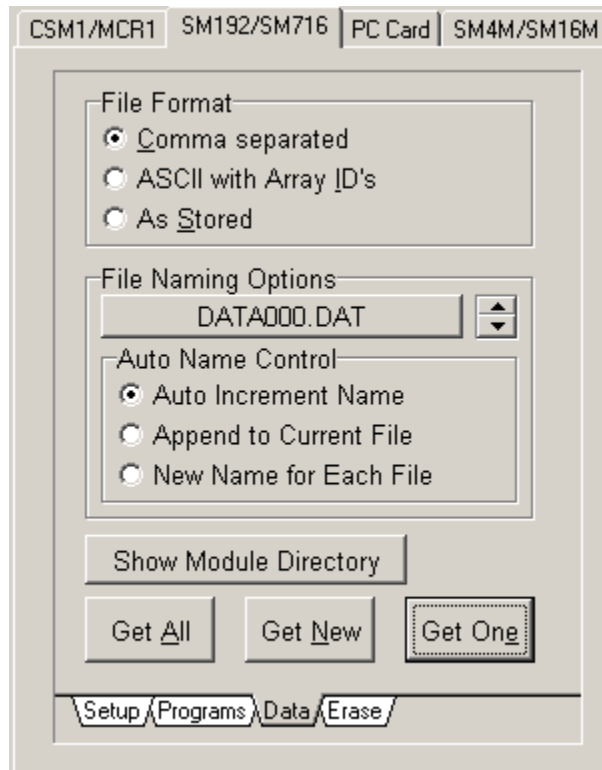 CSM1/MCR1 SM192/SM716 PC Card SM4M/SM16M
File Format
Comma separated
ASCII with Array ID's
As Stored
File Naming Options
DATA000.DAT
Auto Name Control
Auto Increment Name
Append to Current File
New Name for Each File
Show Module Directory
Get All Get New Get One
Setup Programs Data Erase